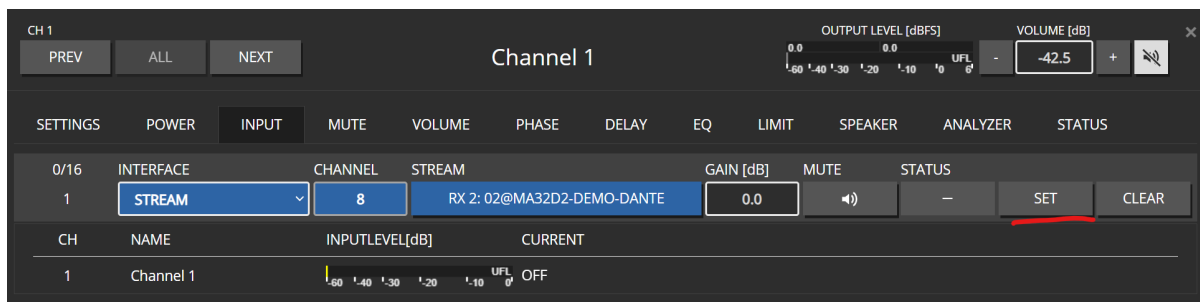 CH 1
PREV ALL NEXT
Channel 1
OUTPUT LEVEL [dBFS]
0.0 0.0
UFL
-60 -40 -30 -20 -10 0 6
VOLUME [dB]
- -42.5 +
×
SETTINGS POWER INPUT MUTE VOLUME PHASE DELAY EQ LIMIT SPEAKER ANALYZER STATUS
0/16 INTERFACE CHANNEL STREAM GAIN [dB] MUTE STATUS
1 STREAM 8 RX 2: 02@MA32D2-DEMO-DANTE 0.0 – SET CLEAR
CH NAME INPUTLEVEL[dB] CURRENT
1 Channel 1 UFL OFF
-60 -40 -30 -20 -10 0